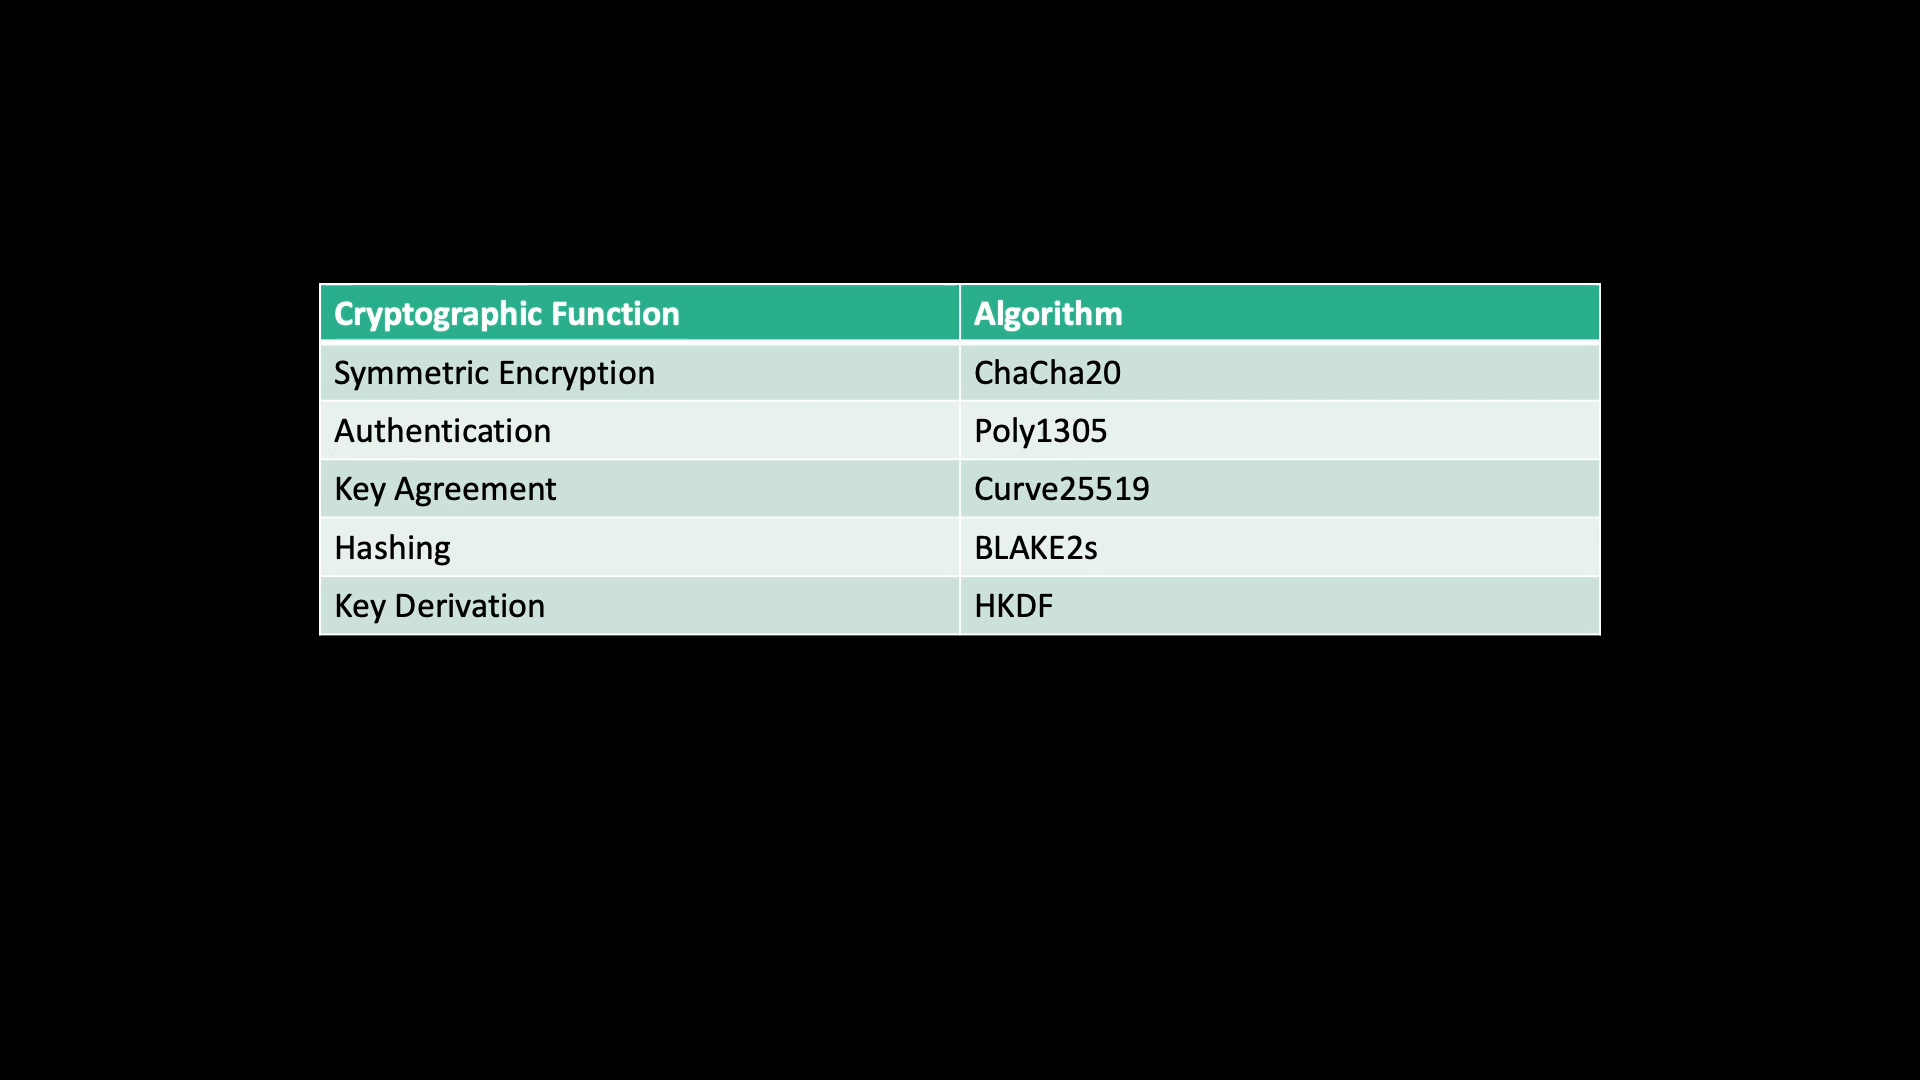 Cryptographic Function Algorithm
Symmetric Encryption ChaCha20
Authentication Poly1305
Key Agreement Curve25519
Hashing BLAKE2s
Key Derivation HKDF